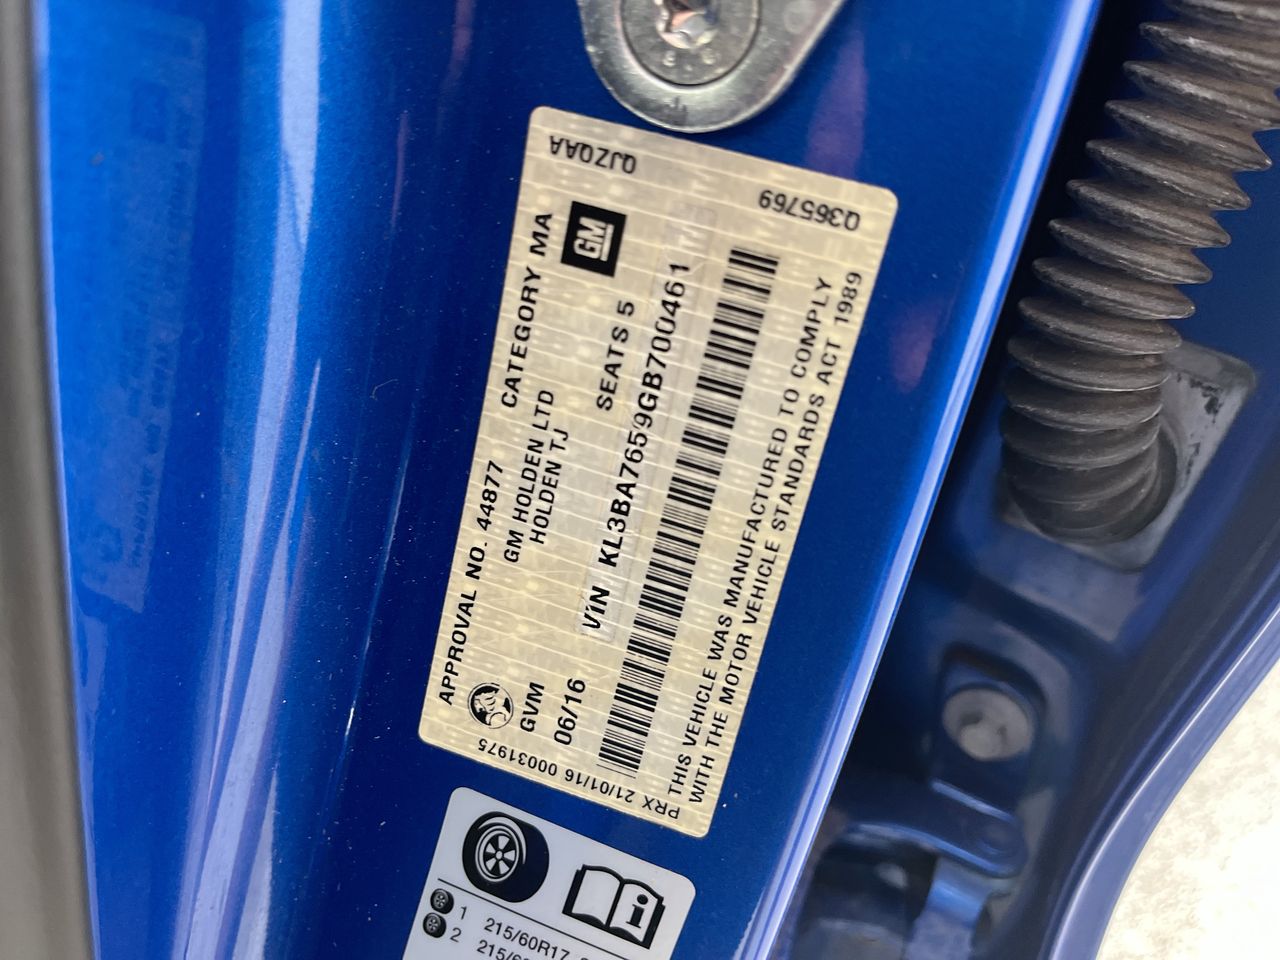 APPROVAL NO. 44877 CATEGORY MA
GM HOLDEN LTD
HOLDEN TJ
GM
GVM SEATS 5
06/16
VIN KL3BA7659GB700461
THIS VEHICLE WAS MANUFACTURED TO COMPLY
WITH THE MOTOR VEHICLE STANDARDS ACT 1989
PRX 21/01/16 00031975
Q365769 QJZQAA
i
1 215/60R17
2